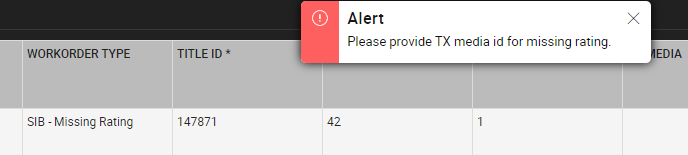 Alert
Please provide TX media id for missing rating.
WORKORDER TYPE TITLE ID * MEDIA
SIB - Missing Rating 147871 42 1